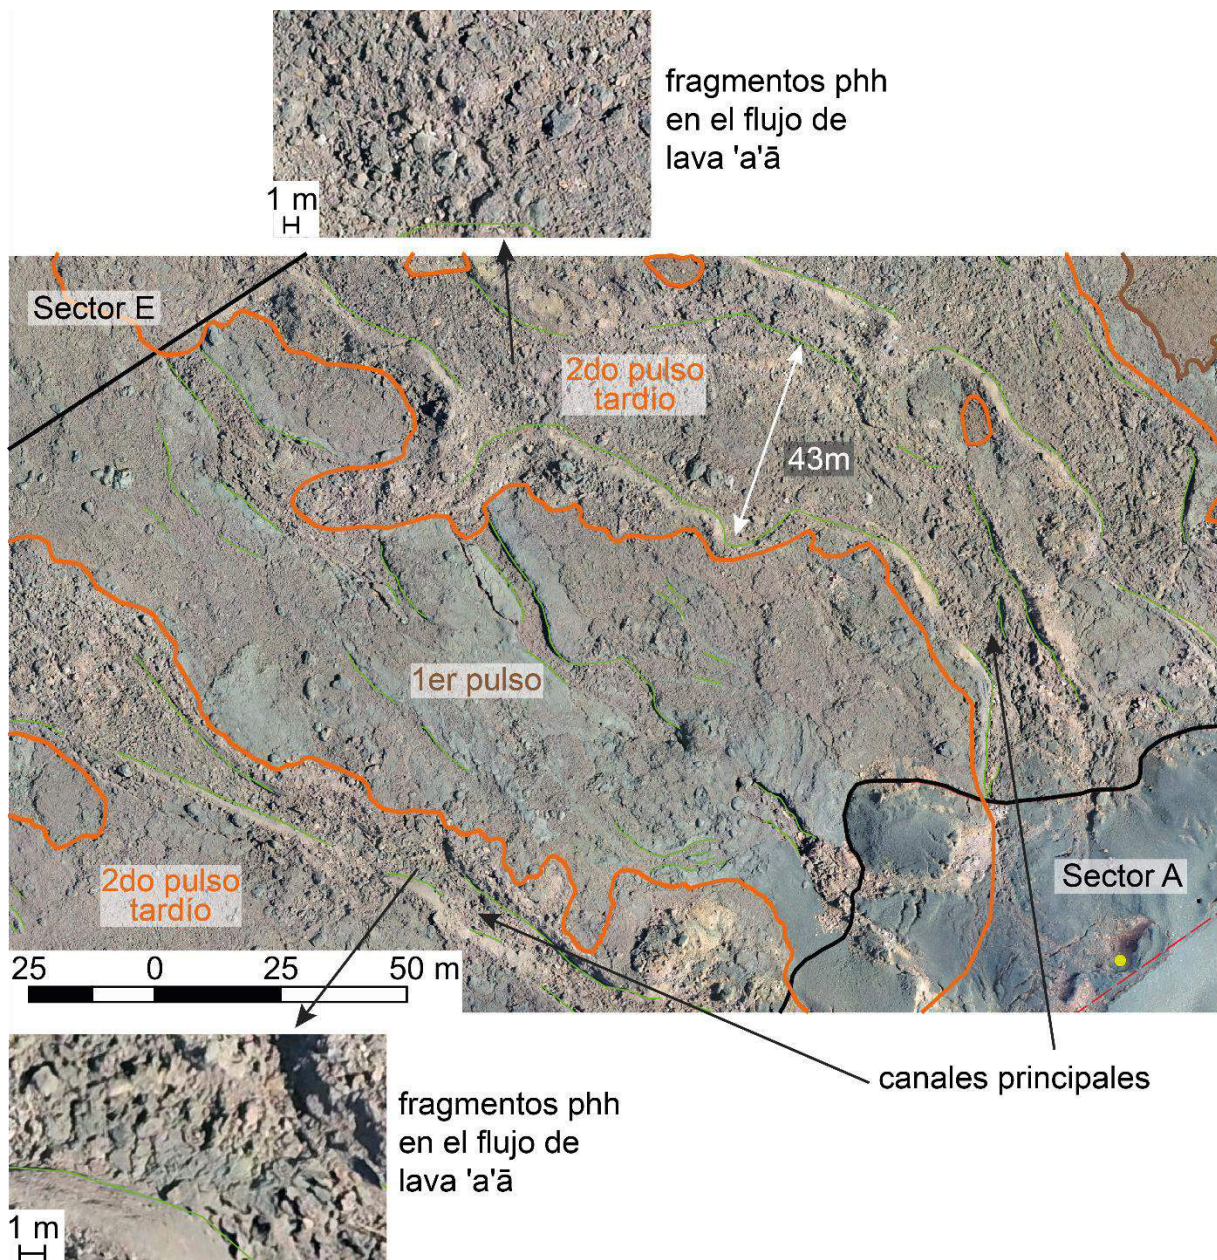 fragmentos phh
en el flujo de
lava 'a'ā
1 m
Sector E
2do pulso
tardío
43m
1er pulso
Sector A
2do pulso
tardío
25 0 25 50 m
canales principales
fragmentos phh
en el flujo de
lava 'a'ā
1 m